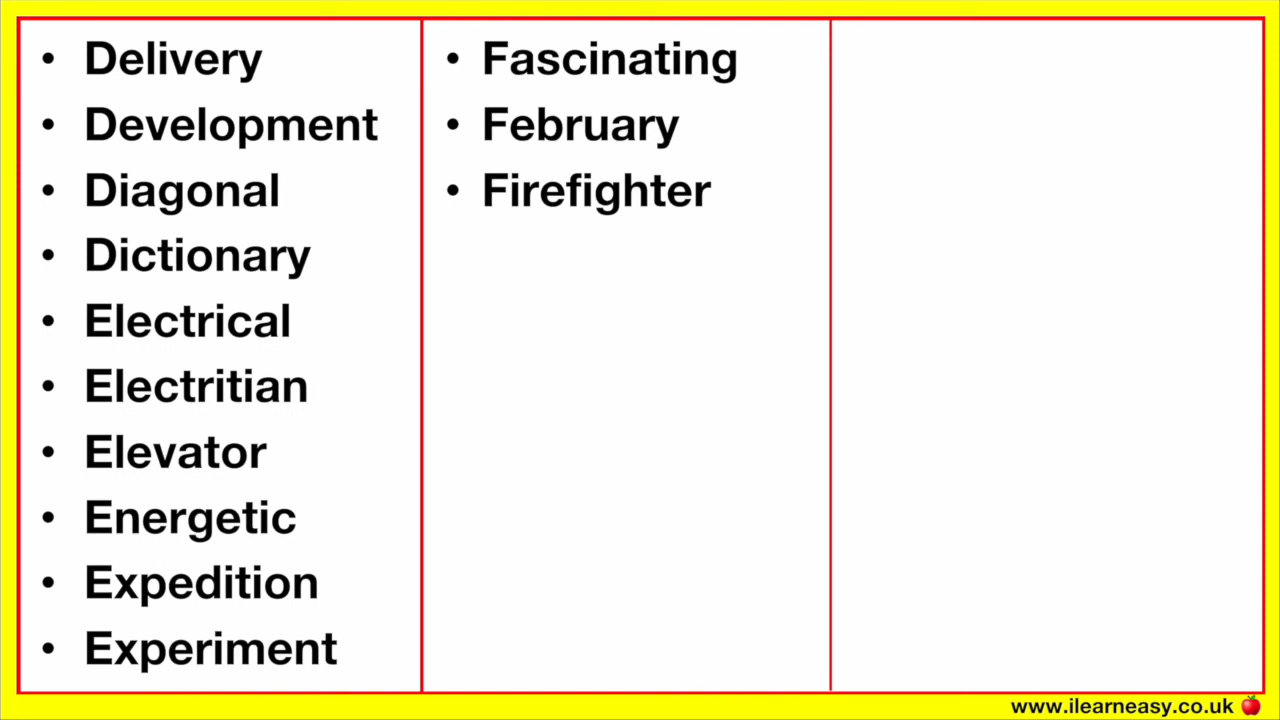 • Delivery
• Development
• Diagonal
• Dictionary
• Electrical
• Electritian
• Elevator
• Energetic
• Expedition
• Experiment
• Fascinating
• February
• Firefighter
www.ilearneasy.co.uk